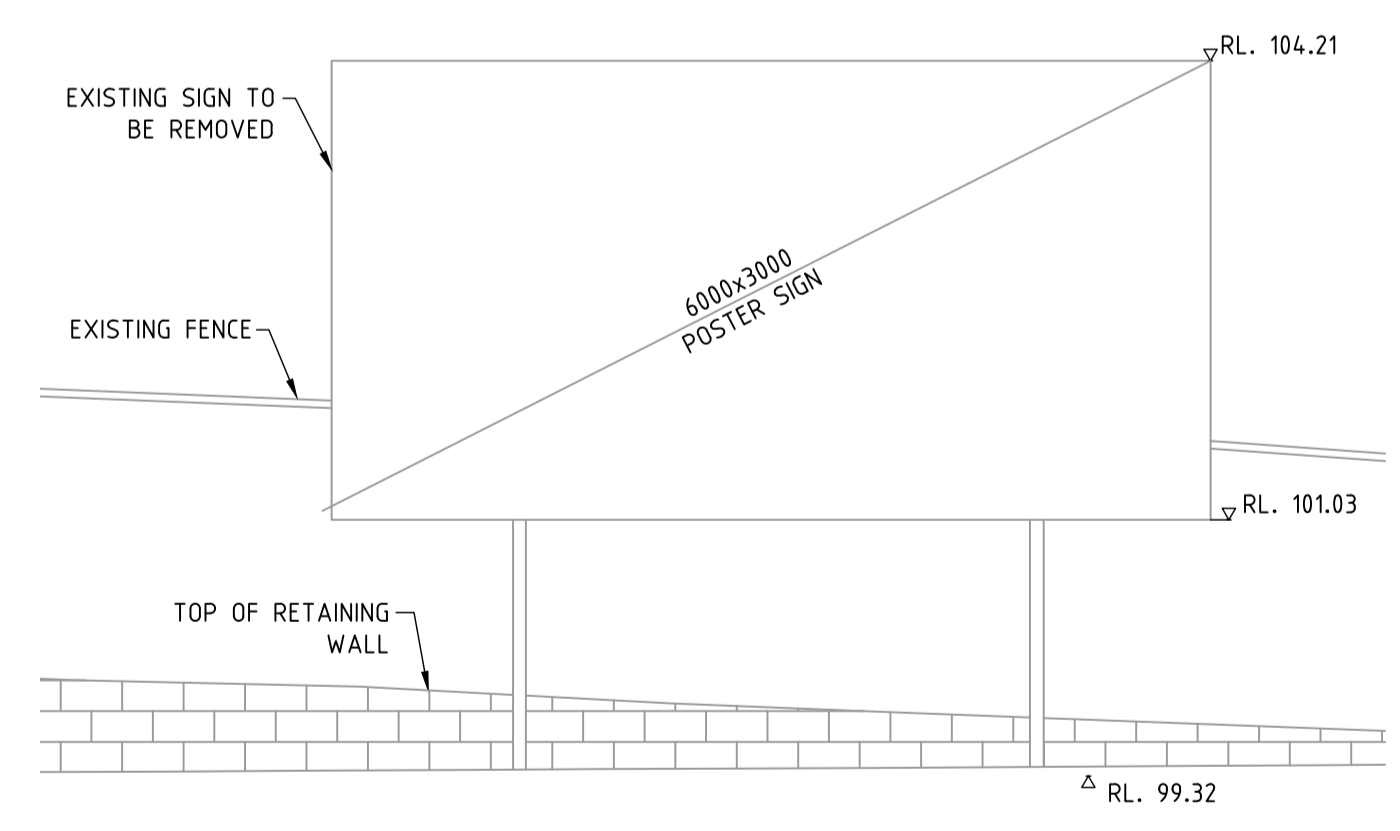 RL. 104.21
EXISTING SIGN TO
BE REMOVED
6000x3000
POSTER SIGN
EXISTING FENCE
RL. 101.03
TOP OF RETAINING
WALL
RL. 99.32